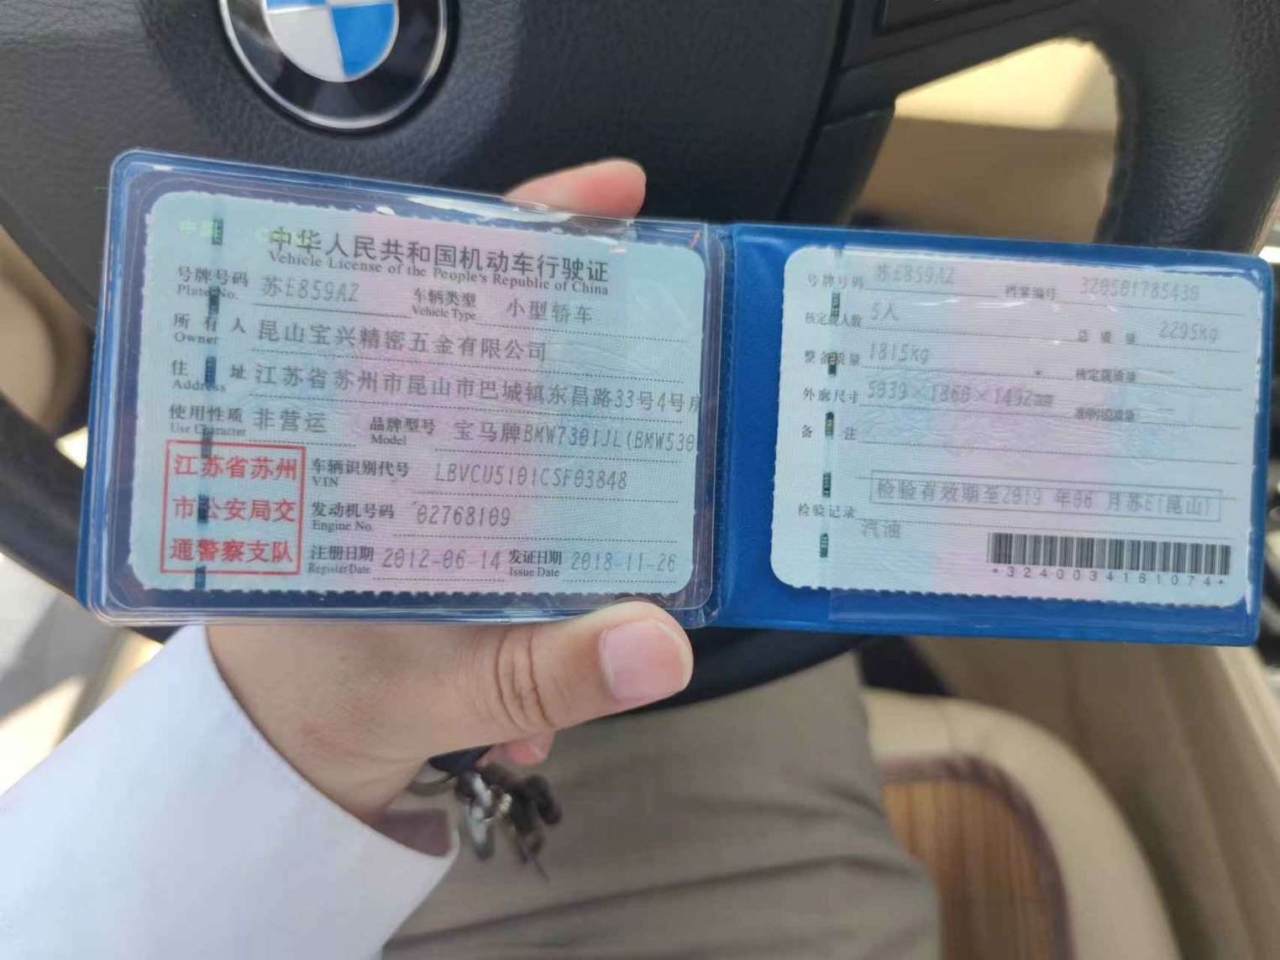 中华人民共和国机动车行驶证
Vehicle License of the People's Republic of China
号牌号码 苏E859AZ 车辆类型 小型轿车
Plate No. Vehicle Type
所有人 昆山宝兴精密五金有限公司
Owner
住址 江苏省苏州市昆山市巴城镇东昌路33号4号房
Address
使用性质 非营运 品牌型号 宝马牌BMW7301JL(BMW530
Use Character Model
江苏省苏州
市公安局交
通警察支队
车辆识别代号 LBVCU5101CSF03848
VIN
发动机号码 02768109
Engine No.
注册日期 2012-06-14 发证日期 2018-11-26
Register Date Issue Date
号牌号码 苏E859AZ 档案编号 320501785436
核定载人数 5人 总质量 2295kg
整备质量 1815kg 核定载质量
外廓尺寸 5039×1860×1492mm 准牵引总质量
备注
检验有效期至2019年06月苏E(昆山)
检验记录
汽油
*3240034161074*